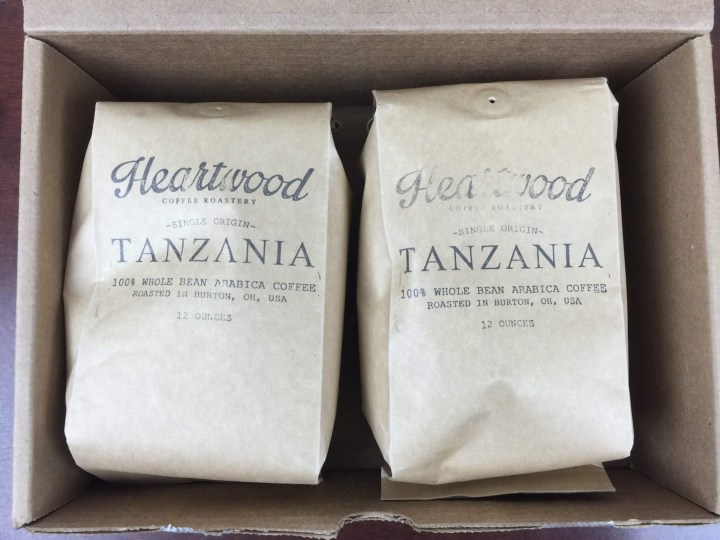 Heartwood
COFFEE ROASTERY
-SINGLE ORIGIN-
TANZANIA
100% WHOLE BEAN ARABICA COFFEE
ROASTED IN BURTON, OH, USA
12 OUNCES
Heartwood
COFFEE ROASTERY
-SINGLE ORIGIN-
TANZANIA
100% WHOLE BEAN ARABICA COFFEE
ROASTED IN BURTON, OH, USA
12 OUNCES